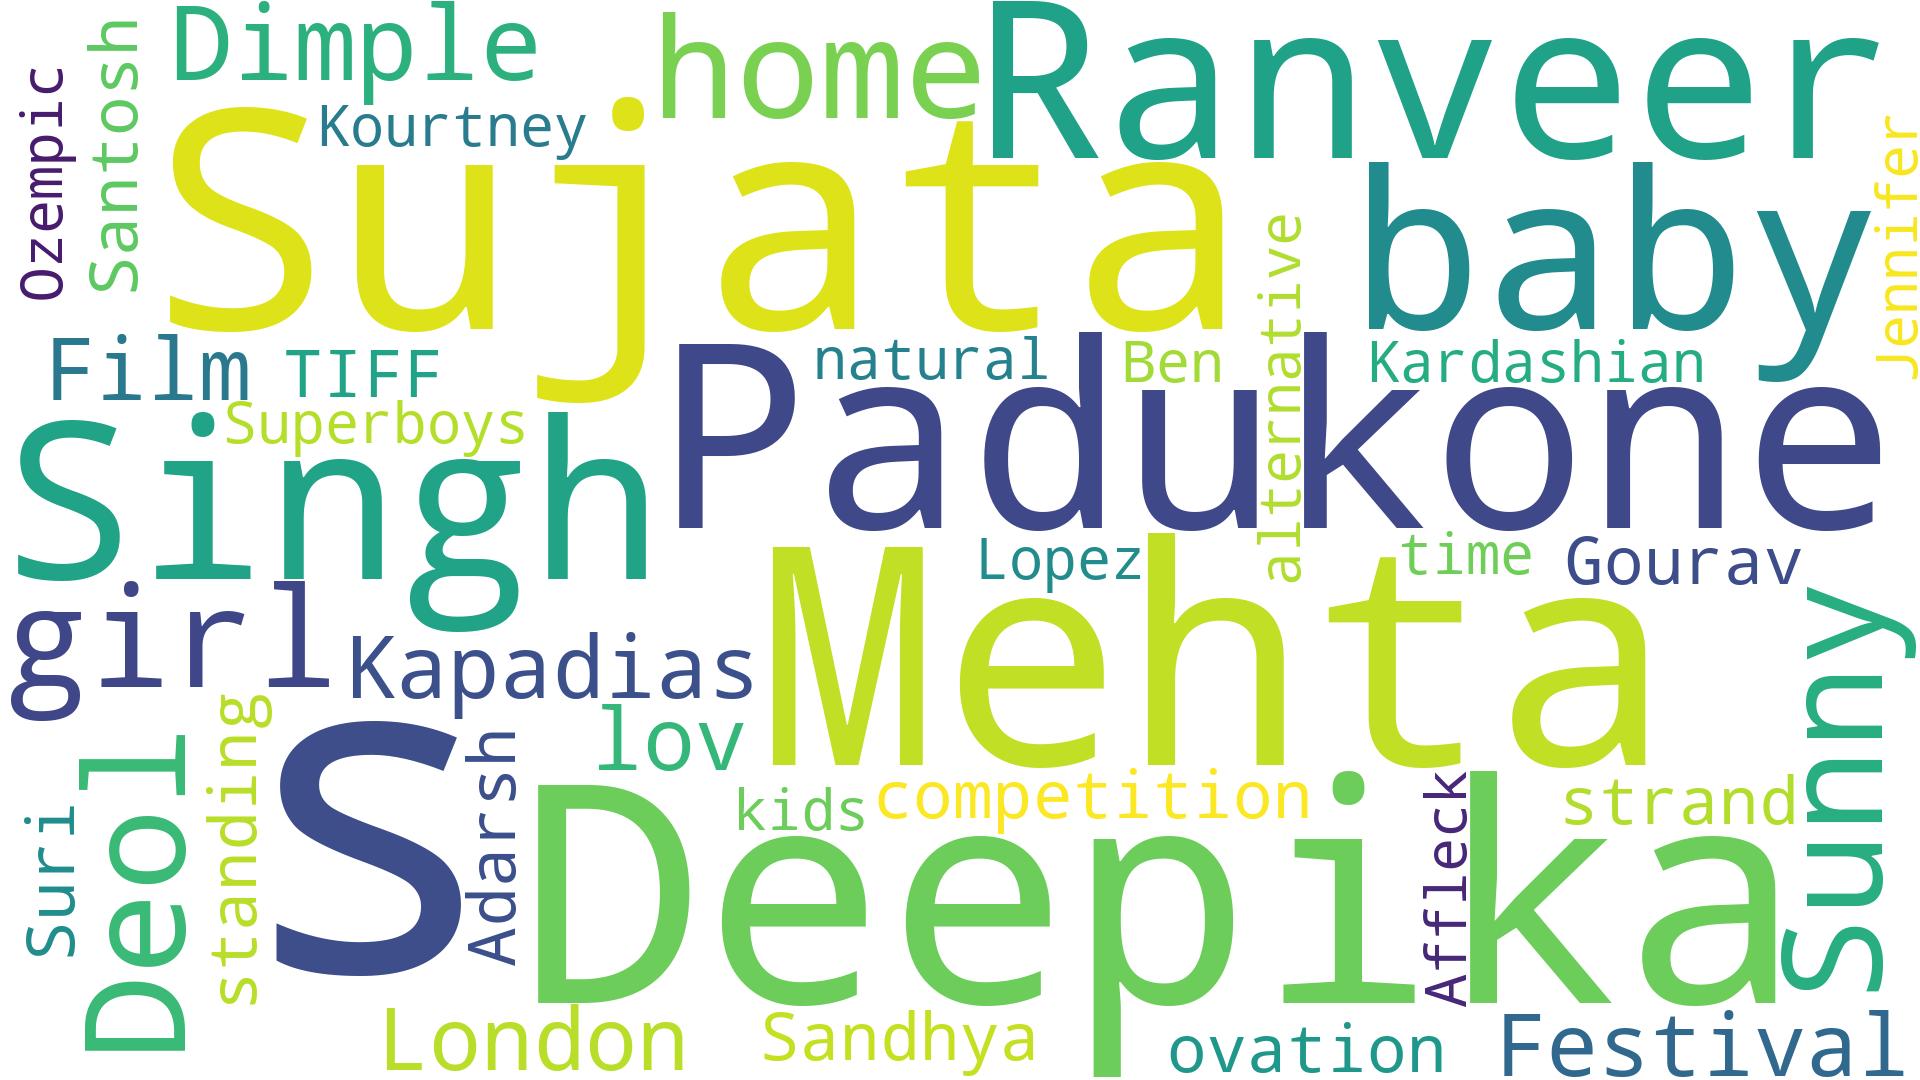 Dimple
home
Ranveer
Ozempic
Santosh
Kourtney
Sujata
baby
Jennifer
alternative
Film
TIFF
natural
Ben
Kardashian
Superboys
Padukone
Singh
Lopez
time
Gourav
girl
Kapadias
Mehta
Sunny
lov
standing
Deol
S
Adarsh
kids
competition
Affleck
strand
Suri
Deepika
London
Sandhya
ovation
Festival